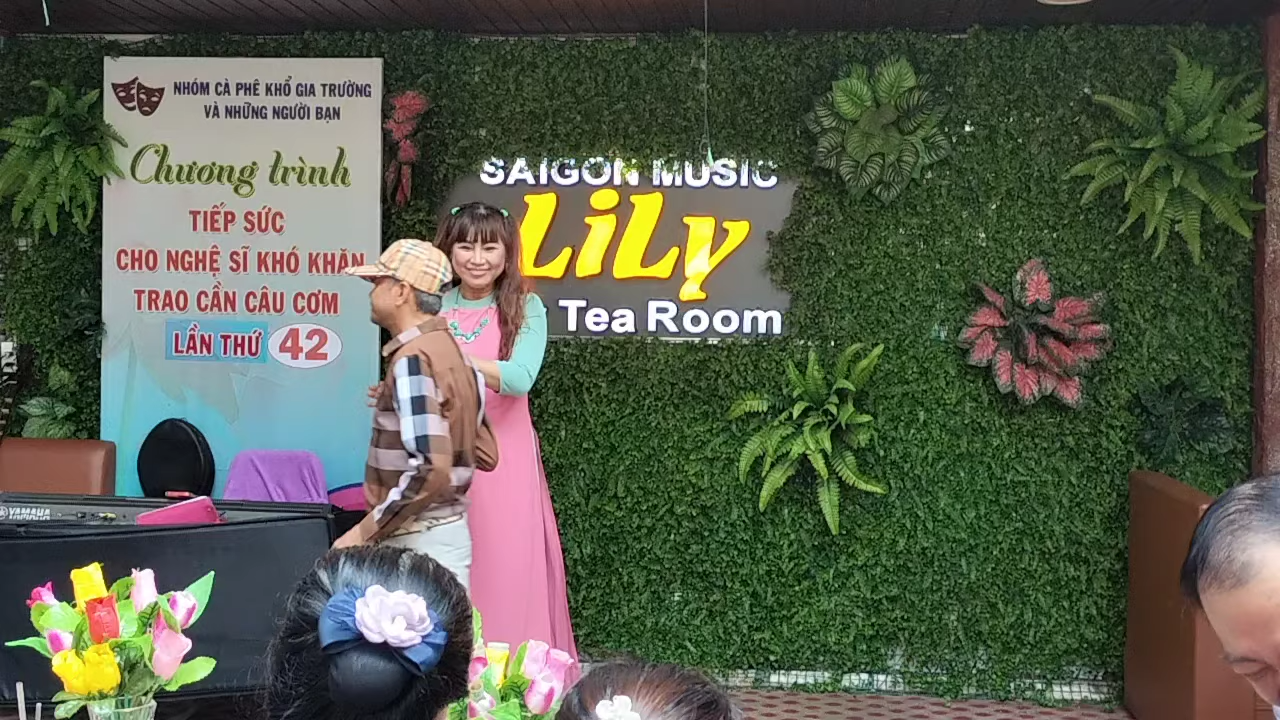 NHÓM CÀ PHÊ KHỔ GIA TRƯỜNG
VÀ NHỮNG NGƯỜI BẠN
Chương trình
TIẾP SỨC
CHO NGHỆ SĨ KHÓ KHĂN
TRAO CẦN CÂU CƠM
LẦN THỨ 42
SAIGON MUSIC
LiLy
Tea Room
YAMAHA